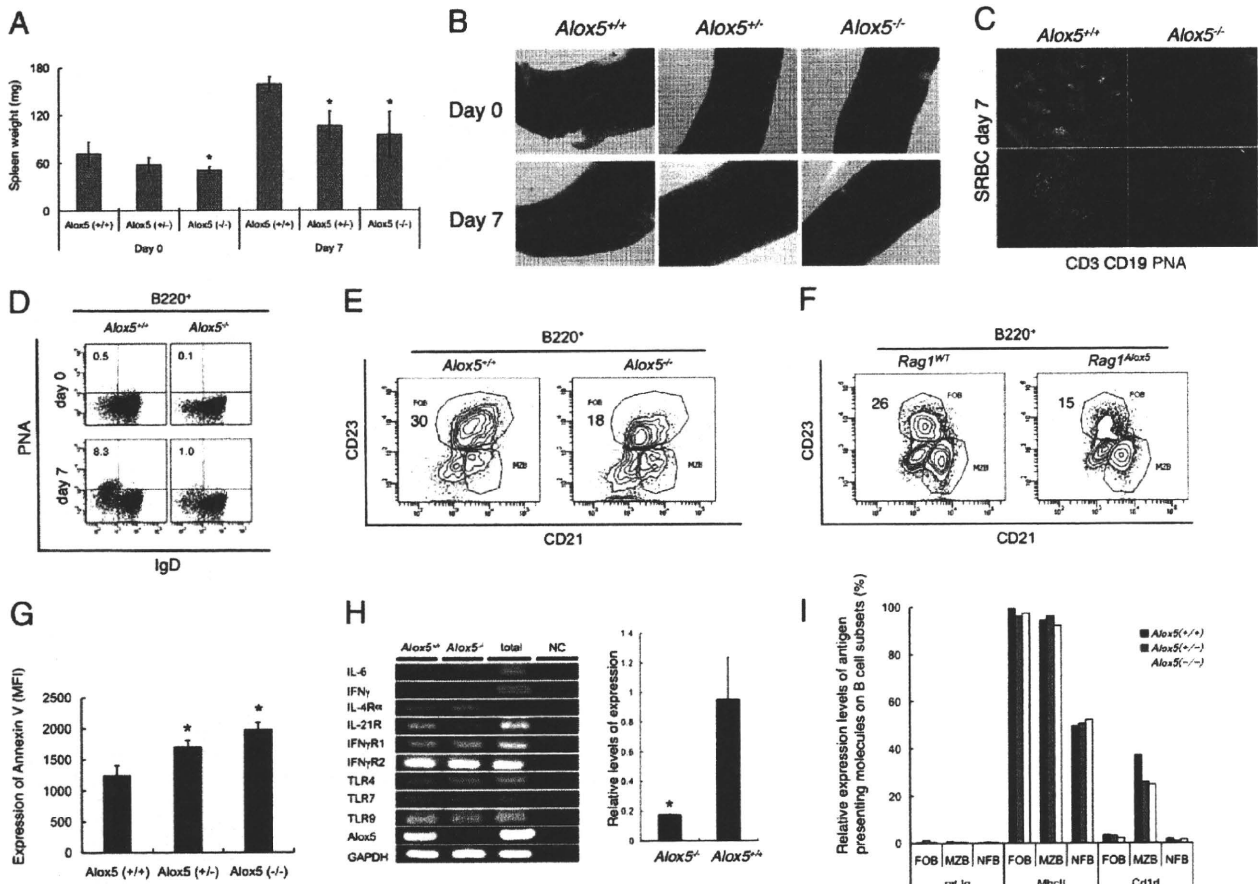 A
Spleen weight (mg)
180
120
60
0
Alox5 (+/+)
Alox5 (+/-)
Alox5 (-/-)
Alox5 (+/+)
Alox5 (+/-)
Alox5 (-/-)
Day 0
Day 7
*
*
*
B
Alox5+/+
Alox5+/-
Alox5-/-
Day 0
Day 7
C
Alox5+/+
Alox5-/-
SRBC day 7
CD3 CD19 PNA
D
B220+
Alox5+/+
Alox5-/-
PNA
day 0
day 7
0.5
0.1
8.3
1.0
IgD
E
B220+
Alox5+/+
Alox5-/-
CD23
FOB
30
MZB
FOB
18
MZB
CD21
F
B220+
Rag1WT
Rag1Alox5
CD23
26
FOB
MZB
15
FOB
MZB
CD21
G
Expression of Annexin V (MFI)
2500
2000
1500
1000
500
0
*
*
Alox5 (+/+)
Alox5 (+/-)
Alox5 (-/-)
H
Alox5+/+
Alox5-/-
total
NC
IL-6
IFNγ
IL-4Rα
IL-21R
IFNγR1
IFNγR2
TLR4
TLR7
TLR9
Alox5
GAPDH
Relative levels of expression
1.4
1.2
1
0.8
0.6
0.4
0.2
0
*
Alox5-/-
Alox5+/+
I
Relative expression levels of antigen
presenting molecules on B cell subsets (%)
100
80
60
40
20
0
Alox5(+/+)
Alox5(+/-)
Alox5(-/-)
FOB MZB NFB FOB MZB NFB FOB MZB NFB
rat Ig
MhcII
Cd1d